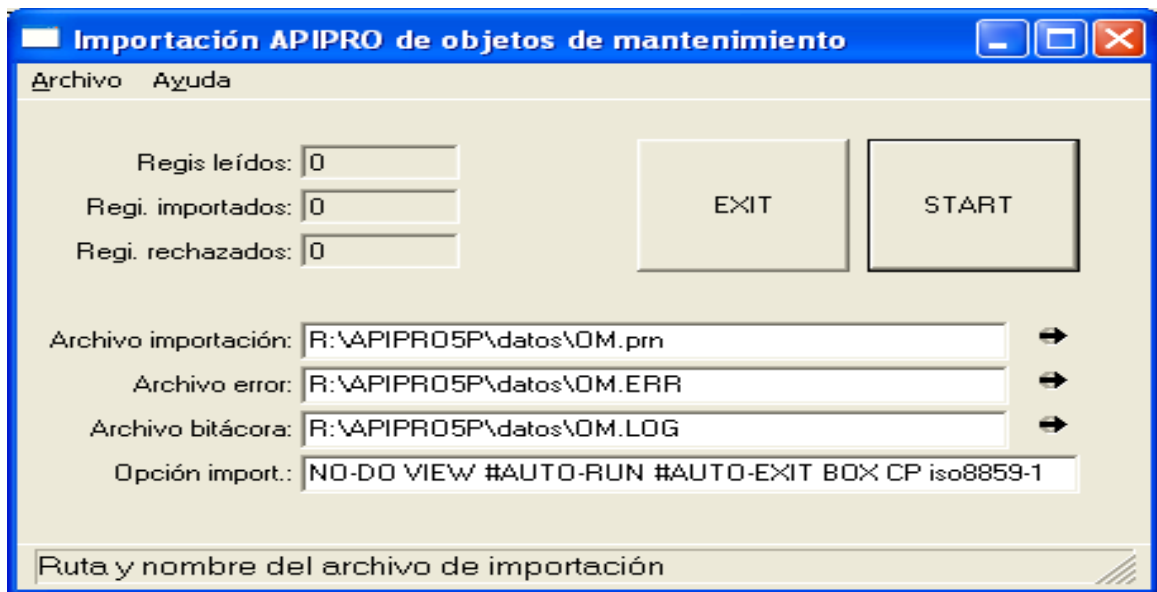 Importación APIPRO de objetos de mantenimiento
Archivo Ayuda
Regis leídos: 0
Regi. importados: 0
Regi. rechazados: 0
EXIT START
Archivo importación: R:\APIPRO5P\datos\OM.prn
Archivo error: R:\APIPRO5P\datos\OM.ERR
Archivo bitácora: R:\APIPRO5P\datos\OM.LOG
Opción import.: NO-DO VIEW #AUTO-RUN #AUTO-EXIT BOX CP iso8859-1
Ruta y nombre del archivo de importación